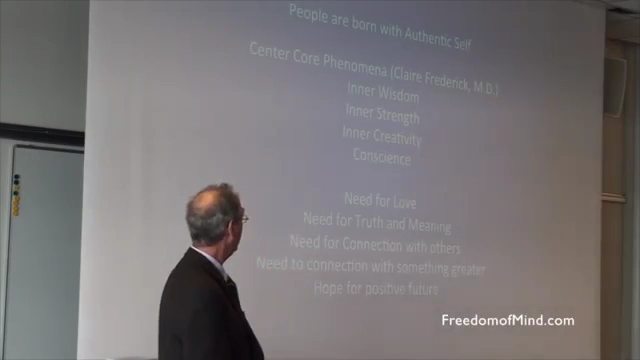 People are born with Authentic Self
Center Core Phenomena (Claire Frederick, M.D.)
Inner Wisdom
Inner Strength
Inner Creativity
Conscience
Need for Love
Need for Truth and Meaning
Need for Connection with others
Need to connection with something greater
Hope for positive future
FreedomofMind.com